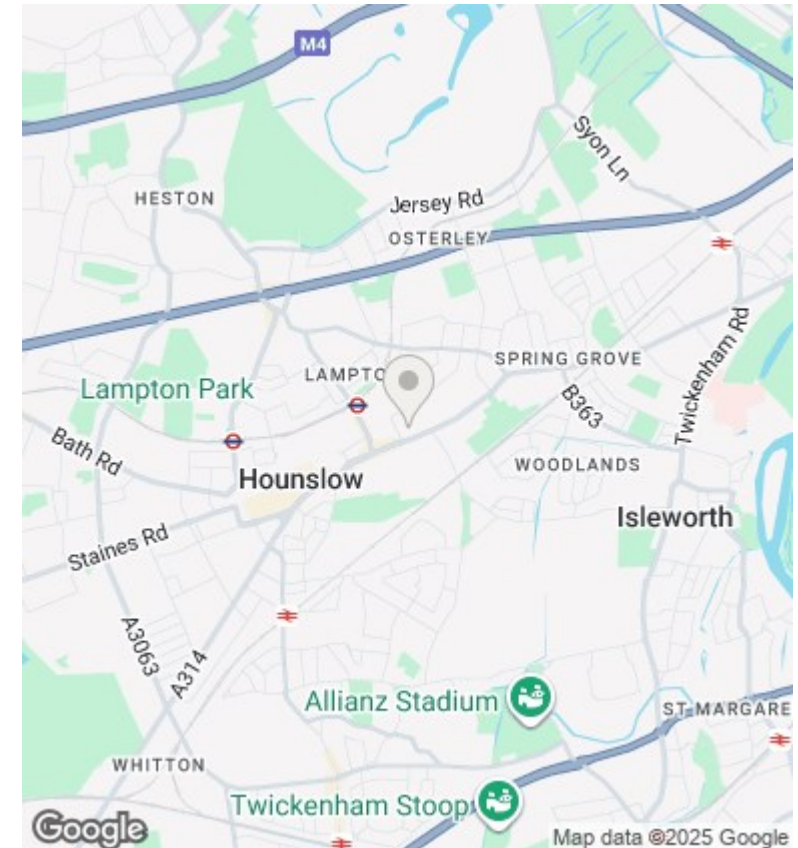 M4
Syon Ln
HESTON
Jersey Rd
OSTERLEY
Twickenham Rd
SPRING GROVE
LAMPTO
Lampton Park
B363
Bath Rd
WOODLANDS
Hounslow
Isleworth
Staines Rd
A3063
A314
Allianz Stadium
ST MARGARE
WHITTON
Twickenham Stoop
Google
Map data ©2025 Google